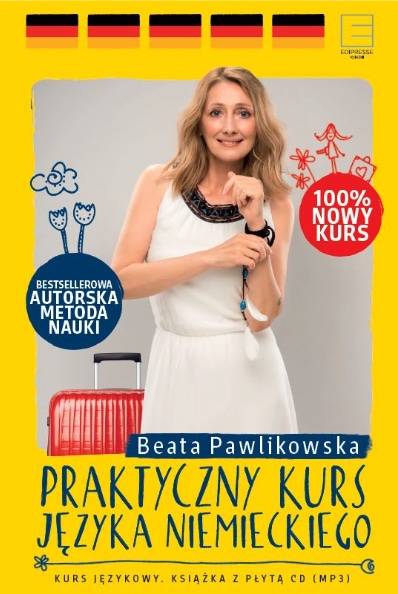 EDIPRESSE
100%
NOWY
KURS
BESTSELLEROWA
AUTORSKA
METODA
NAUKI
Beata Pawlikowska
PRAKTYCZNY KURS
JĘZYKA NIEMIECKIEGO
KURS JĘZYKOWY. KSIĄŻKA Z PŁYTĄ CD (MP3)